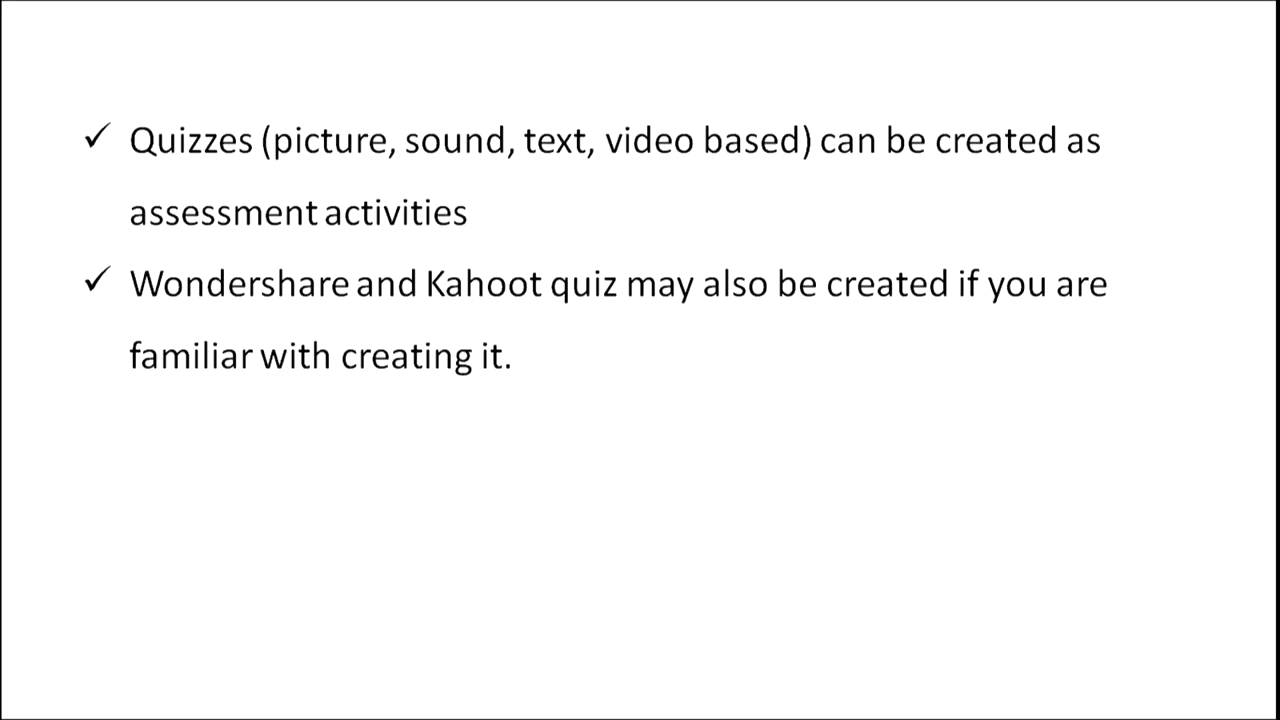 ✓ Quizzes (picture, sound, text, video based) can be created as
assessment activities
✓ Wondershare and Kahoot quiz may also be created if you are
familiar with creating it.